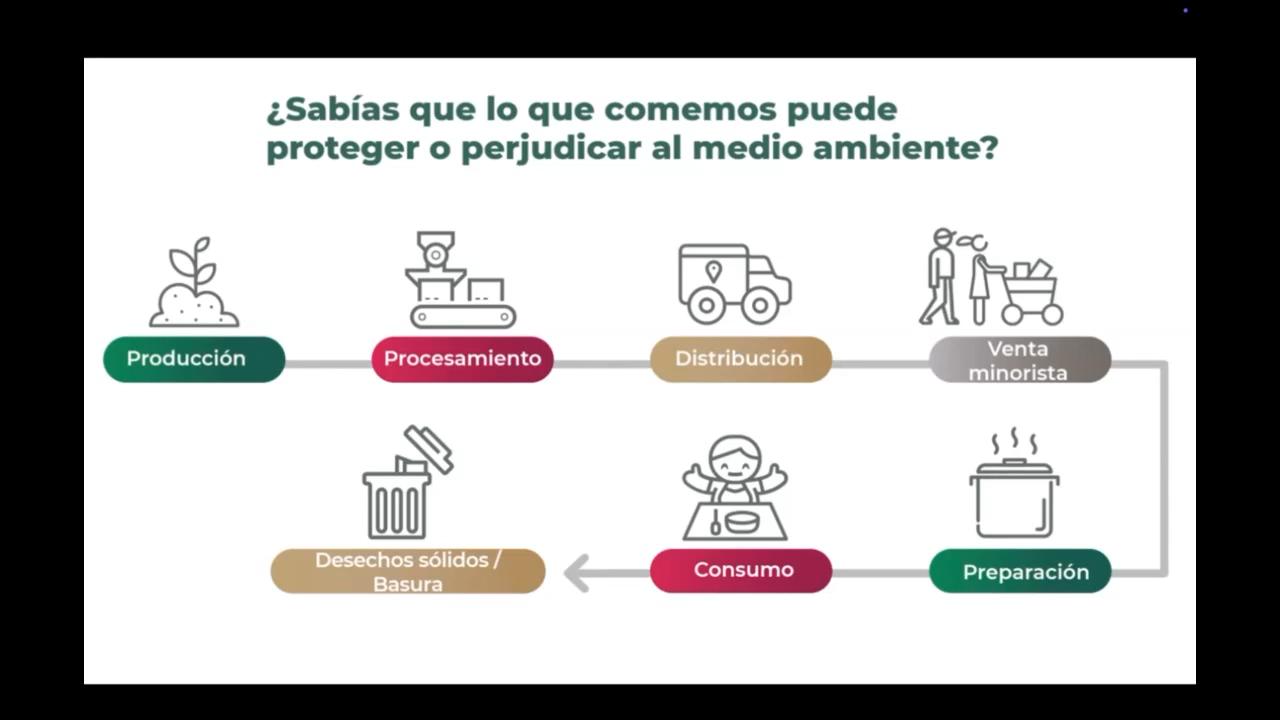 ¿Sabías que lo que comemos puede
proteger o perjudicar al medio ambiente?
Producción
Procesamiento
Distribución
Venta
minorista
Desechos sólidos /
Basura
Consumo
Preparación